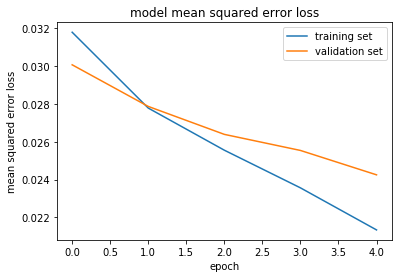 model mean squared error loss
training set
validation set
mean squared error loss
0.032
0.030
0.028
0.026
0.024
0.022
0.0 0.5 1.0 1.5 2.0 2.5 3.0 3.5 4.0
epoch